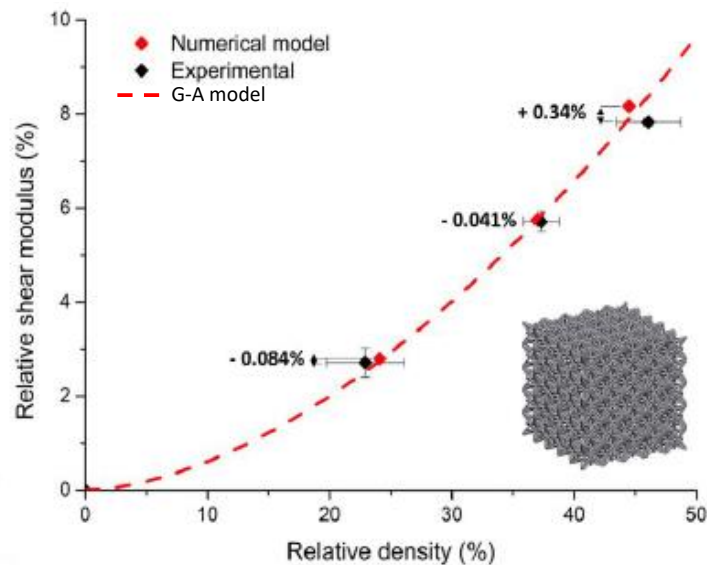 10
Numerical model
Experimental
G-A model
8
+ 0.34%
6
- 0.041%
4
- 0.084%
2
0
0 10 20 30 40 50
Relative shear modulus (%)
Relative density (%)